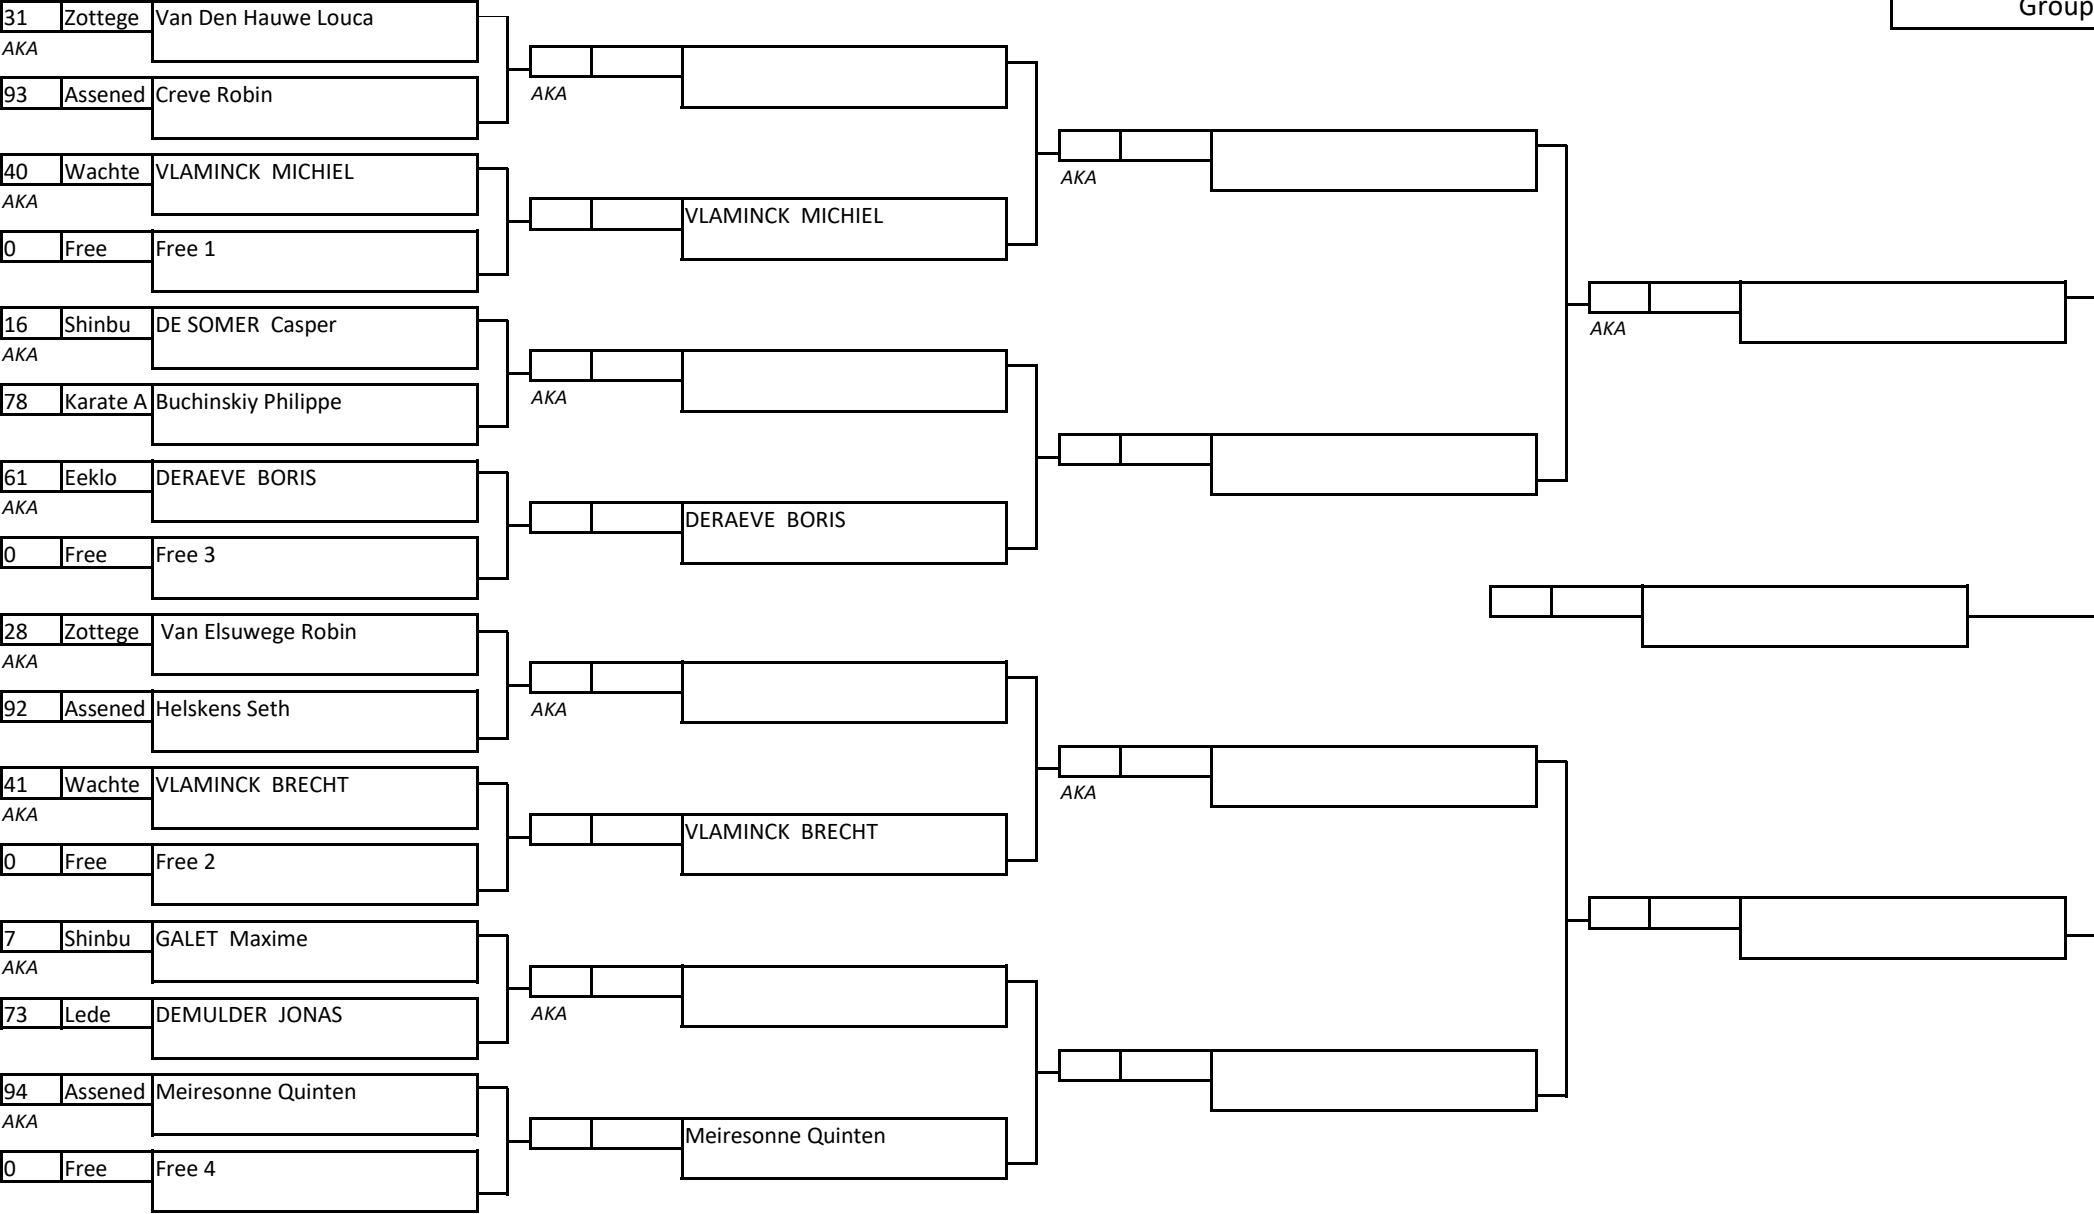 Group
31 Zottege Van Den Hauwe Louca
AKA
93 Assened Creve Robin
AKA
40 Wachte VLAMINCK MICHIEL
AKA
AKA
VLAMINCK MICHIEL
0 Free Free 1
16 Shinbu DE SOMER Casper
AKA
AKA
78 Karate A Buchinskiy Philippe
AKA
61 Eeklo DERAEVE BORIS
AKA
DERAEVE BORIS
0 Free Free 3
28 Zottege Van Elsuwege Robin
AKA
92 Assened Helskens Seth
AKA
41 Wachte VLAMINCK BRECHT
AKA
AKA
VLAMINCK BRECHT
0 Free Free 2
7 Shinbu GALET Maxime
AKA
73 Lede DEMULDER JONAS
AKA
94 Assened Meiresonne Quinten
AKA
Meiresonne Quinten
0 Free Free 4